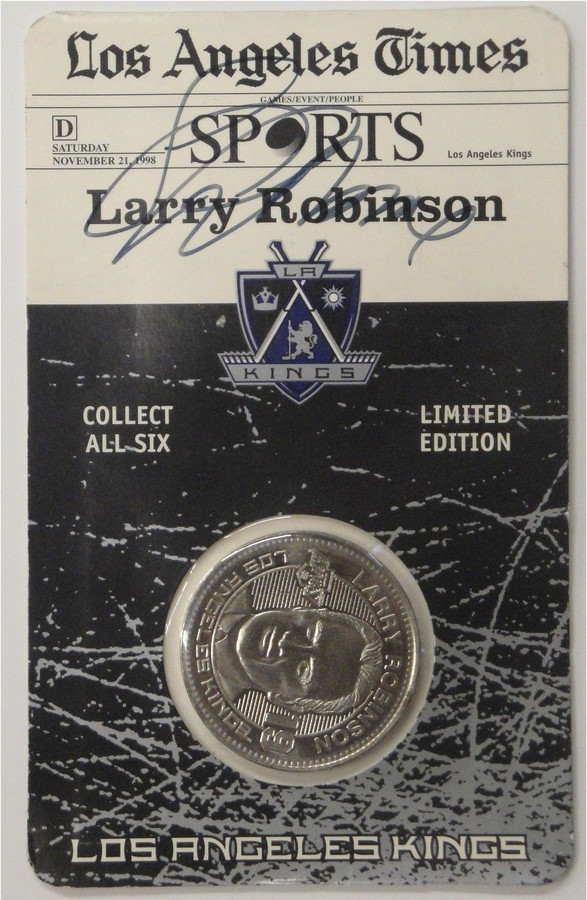 Los Angeles Times
GAMES/EVENT/PEOPLE
D
SATURDAY
NOVEMBER 21, 1998
SPORTS
Los Angeles Kings
Larry Robinson
LA
KINGS
COLLECT
ALL SIX
LIMITED
EDITION
LOS ANGELES KINGS
LARRY ROBINSON
LOS ANGELES KINGS